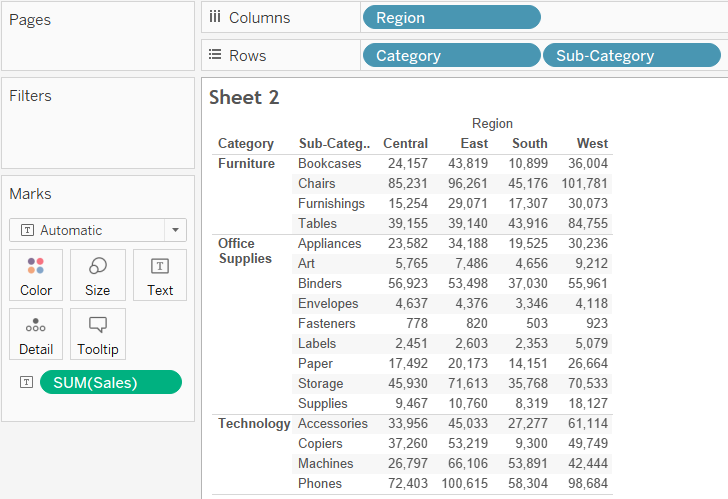 Pages
Columns Region
Rows Category Sub-Category
Filters
Sheet 2
Region
Category Sub-Categ.. Central East South West
Furniture Bookcases 24,157 43,819 10,899 36,004
Chairs 85,231 96,261 45,176 101,781
Furnishings 15,254 29,071 17,307 30,073
Tables 39,155 39,140 43,916 84,755
Office Supplies Appliances 23,582 34,188 19,525 30,236
Art 5,765 7,486 4,656 9,212
Binders 56,923 53,498 37,030 55,961
Envelopes 4,637 4,376 3,346 4,118
Fasteners 778 820 503 923
Labels 2,451 2,603 2,353 5,079
Paper 17,492 20,173 14,151 26,664
Storage 45,930 71,613 35,768 70,533
Supplies 9,467 10,760 8,319 18,127
Technology Accessories 33,956 45,033 27,277 61,114
Copiers 37,260 53,219 9,300 49,749
Machines 26,797 66,106 53,891 42,444
Phones 72,403 100,615 58,304 98,684
Marks
T Automatic
Color Size T Text
Detail Tooltip
T SUM(Sales)